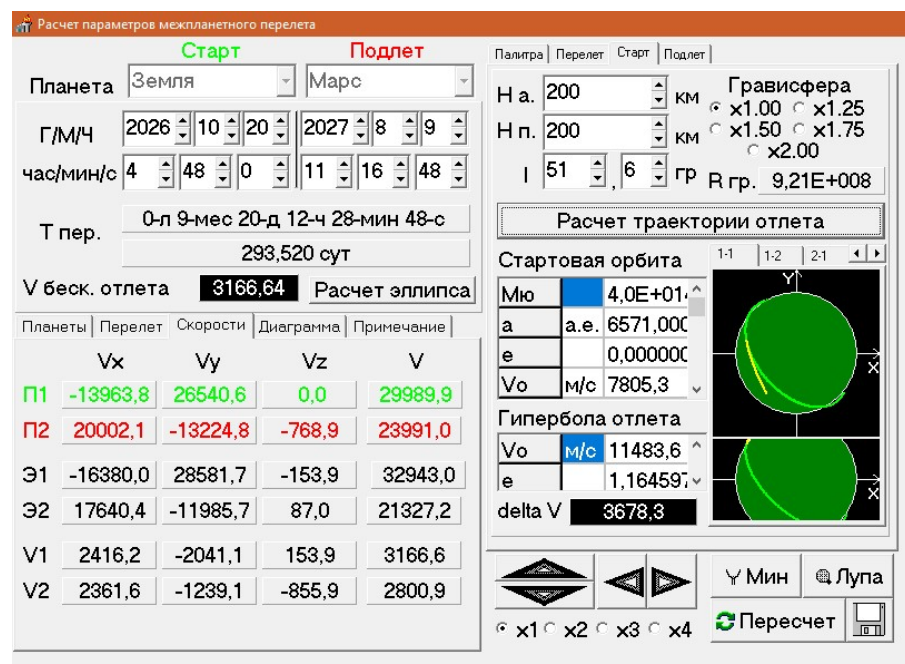 Расчет параметров межпланетного перелета
Старт Подлет
Планета Земля Марс
Г/М/Ч 2026 10 20 2027 8 9
час/мин/с 4 48 0 11 16 48
Т пер. 0-л 9-мес 20-д 12-ч 28-мин 48-с
293,520 сут
V беск. отлета 3166,64 Расчет эллипса
Планеты Перелет Скорости Диаграмма Примечание
Vx Vy Vz V
П1 -13963,8 26540,6 0,0 29989,9
П2 20002,1 -13224,8 -768,9 23991,0
Э1 -16380,0 28581,7 -153,9 32943,0
Э2 17640,4 -11985,7 87,0 21327,2
V1 2416,2 -2041,1 153,9 3166,6
V2 2361,6 -1239,1 -855,9 2800,9
Палитра Перелет Старт Подлет
Н а. 200 км
Н п. 200 км
I 51 , 6 гр
Грависфера
x1.00 x1.25
x1.50 x1.75
x2.00
R гр. 9,21E+008
Расчет траектории отлета
Стартовая орбита
Мю 4,0E+01
a а.е. 6571,000
e 0,000000
Vo м/с 7805,3
Гипербола отлета
Vo м/с 11483,6
e 1,164597
delta V 3678,3
1-1 1-2 2-1
Y
X
X
Мин Лупа
x1 x2 x3 x4
Пересчет